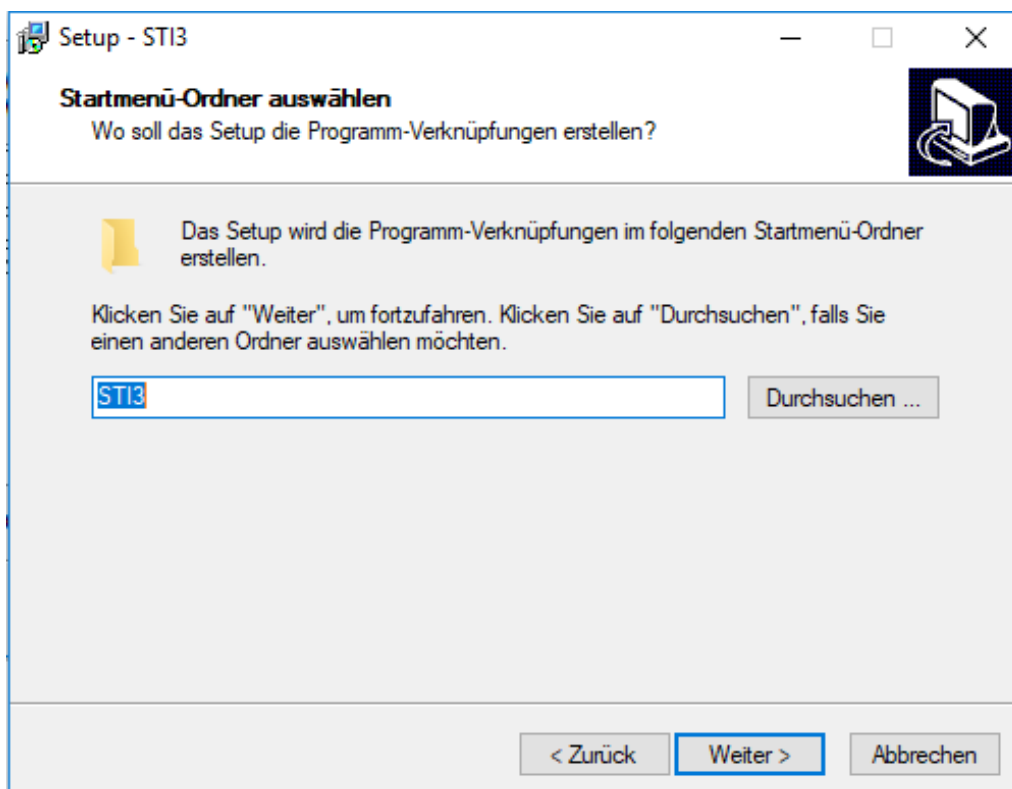 Setup - STI3
Startmenü-Ordner auswählen
Wo soll das Setup die Programm-Verknüpfungen erstellen?
Das Setup wird die Programm-Verknüpfungen im folgenden Startmenü-Ordner
erstellen.
Klicken Sie auf "Weiter", um fortzufahren. Klicken Sie auf "Durchsuchen", falls Sie
einen anderen Ordner auswählen möchten.
STI3
Durchsuchen ...
< Zurück
Weiter >
Abbrechen